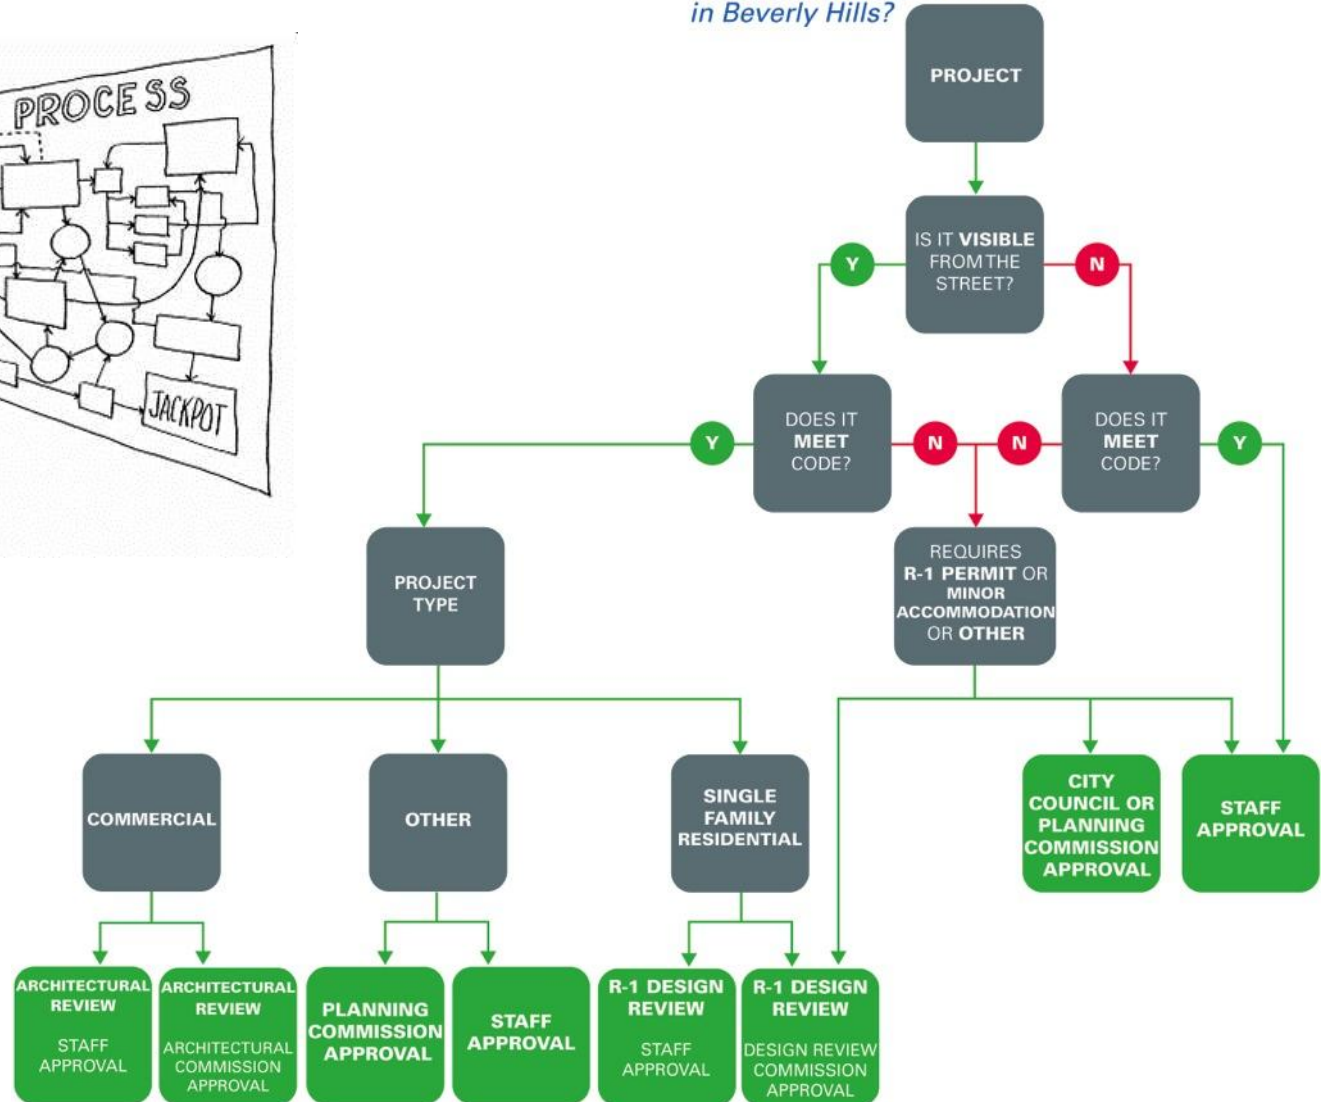 in Beverly Hills?
PROCESS
JACKPOT
PROJECT
IS IT VISIBLE
FROM THE
STREET?
Y
N
DOES IT
MEET
CODE?
DOES IT
MEET
CODE?
Y
N
N
Y
PROJECT
TYPE
REQUIRES
R-1 PERMIT OR
MINOR
ACCOMMODATION
OR OTHER
COMMERCIAL
OTHER
SINGLE
FAMILY
RESIDENTIAL
CITY
COUNCIL OR
PLANNING
COMMISSION
APPROVAL
STAFF
APPROVAL
ARCHITECTURAL
REVIEW
STAFF
APPROVAL
ARCHITECTURAL
REVIEW
ARCHITECTURAL
COMMISSION
APPROVAL
PLANNING
COMMISSION
APPROVAL
STAFF
APPROVAL
R-1 DESIGN
REVIEW
STAFF
APPROVAL
R-1 DESIGN
REVIEW
DESIGN REVIEW
COMMISSION
APPROVAL